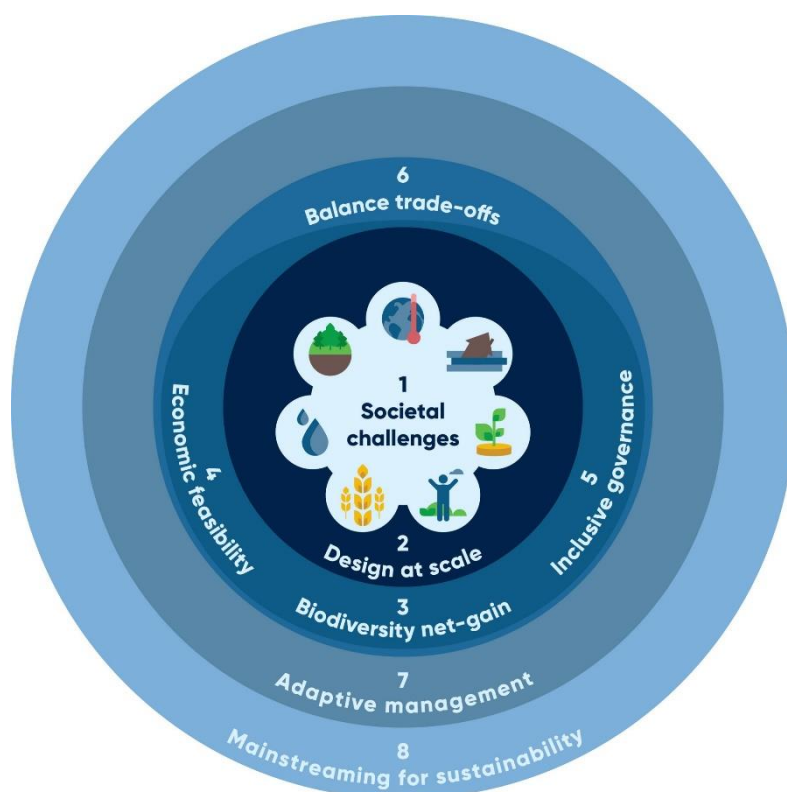 1
Societal
challenges
2
Design at scale
3
Biodiversity net-gain
4
Economic feasibility
5
Inclusive governance
6
Balance trade-offs
7
Adaptive management
8
Mainstreaming for sustainability